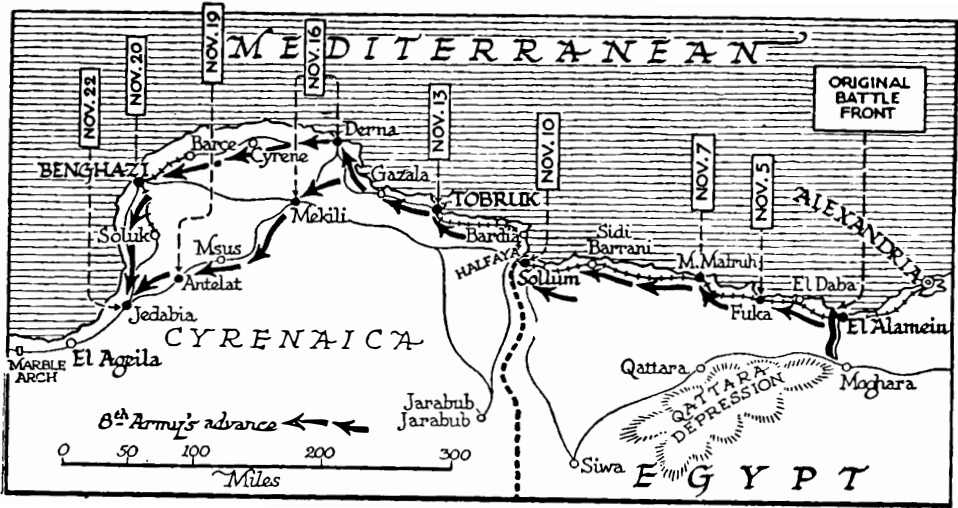 MEDITERRANEAN
NOV. 22
NOV. 20
NOV. 19
NOV. 16
NOV. 13
NOV. 10
NOV. 7
NOV. 5
ORIGINAL
BATTLE
FRONT
ALEXANDRIA
BENGHAZI
Barce
Cyrene
Derna
Gazala
TOBRUK
Bardia
HALFAYA
Sollum
Sidi
Barrani
M. Matruh
Fuka
El Daba
El Alamein
Mekili
Soluk
Msus
Antelat
Jedabia
CYRENAICA
El Ageila
MARBLE
ARCH
Qattara
QATTARA
DEPRESSION
Moghara
Jarabub
Jarabub
Siwa
EGYPT
8th Army's advance
0 50 100 200 300
Miles